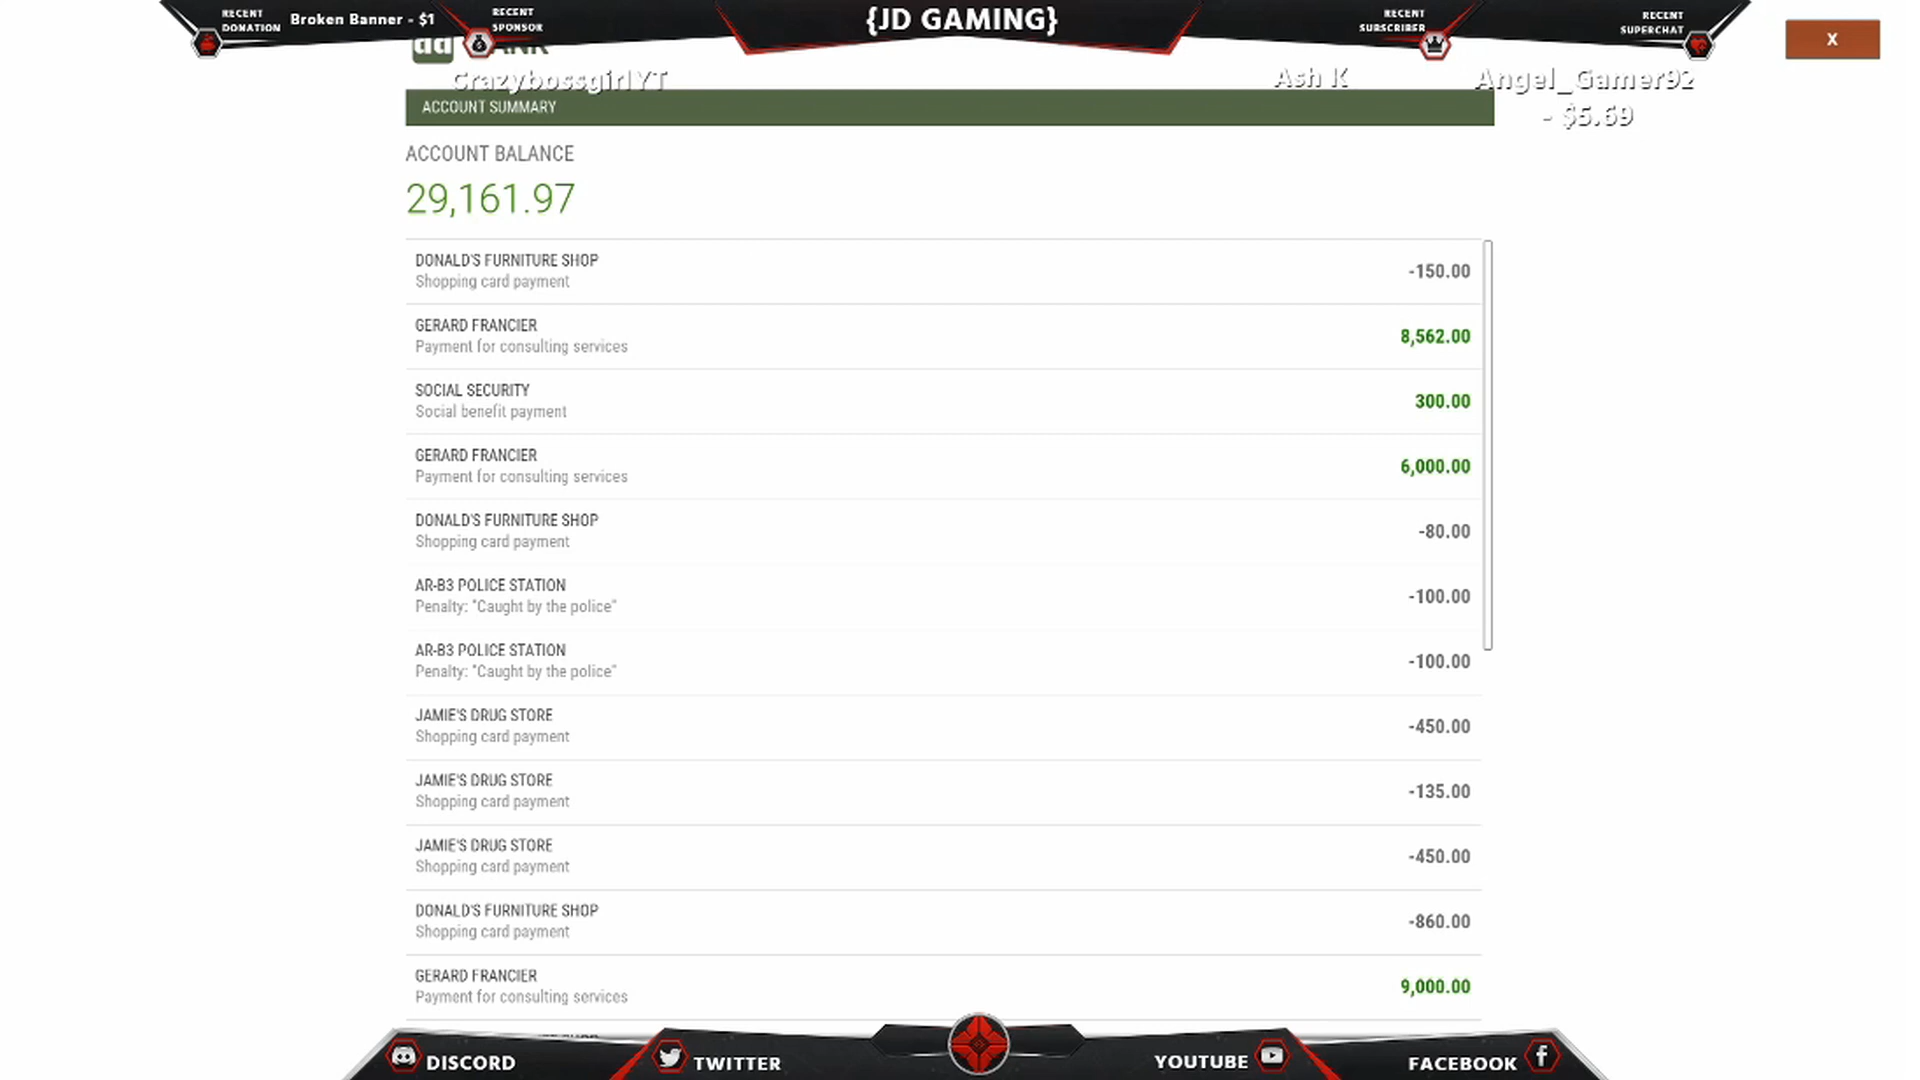 RECENT
DONATION
Broken Banner - $1
RECENT
SPONSOR
{JD GAMING}
RECENT
SUBSCRIBER
RECENT
SUPERCHAT
X
CrazybossgirlYT
Ash K
Angel_Gamer92
- $5.69
ACCOUNT SUMMARY
ACCOUNT BALANCE
29,161.97
DONALD'S FURNITURE SHOP
Shopping card payment
-150.00
GERARD FRANCIER
Payment for consulting services
8,562.00
SOCIAL SECURITY
Social benefit payment
300.00
GERARD FRANCIER
Payment for consulting services
6,000.00
DONALD'S FURNITURE SHOP
Shopping card payment
-80.00
AR-B3 POLICE STATION
Penalty: "Caught by the police"
-100.00
AR-B3 POLICE STATION
Penalty: "Caught by the police"
-100.00
JAMIE'S DRUG STORE
Shopping card payment
-450.00
JAMIE'S DRUG STORE
Shopping card payment
-135.00
JAMIE'S DRUG STORE
Shopping card payment
-450.00
DONALD'S FURNITURE SHOP
Shopping card payment
-860.00
GERARD FRANCIER
Payment for consulting services
9,000.00
DISCORD
TWITTER
YOUTUBE
FACEBOOK